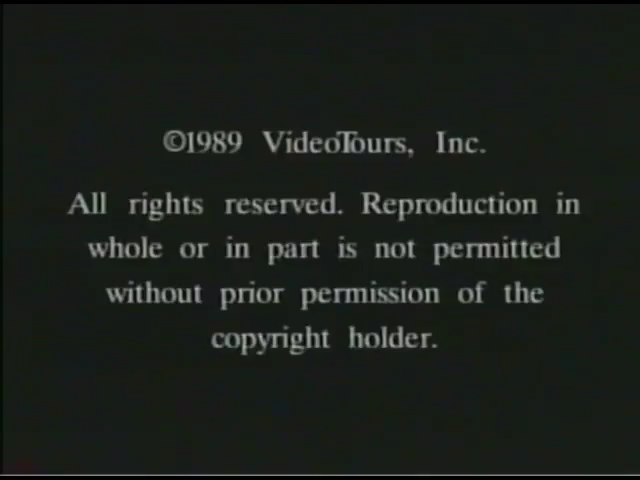 ©1989 VideoTours, Inc.
All rights reserved. Reproduction in
whole or in part is not permitted
without prior permission of the
copyright holder.